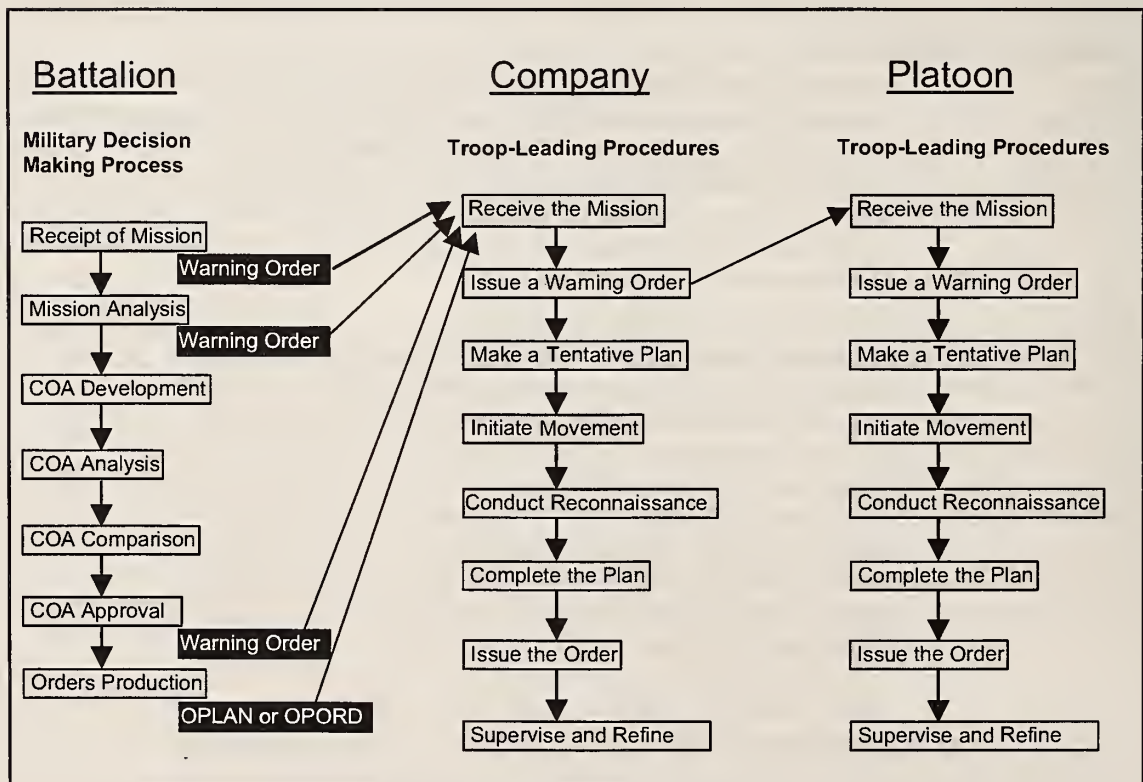 Battalion
Military Decision
Making Process
Receipt of Mission
Warning Order
Mission Analysis
Warning Order
COA Development
COA Analysis
COA Comparison
COA Approval
Warning Order
Orders Production
OPLAN or OPORD
Company
Troop-Leading Procedures
Receive the Mission
Issue a Warning Order
Make a Tentative Plan
Initiate Movement
Conduct Reconnaissance
Complete the Plan
Issue the Order
Supervise and Refine
Platoon
Troop-Leading Procedures
Receive the Mission
Issue a Warning Order
Make a Tentative Plan
Initiate Movement
Conduct Reconnaissance
Complete the Plan
Issue the Order
Supervise and Refine